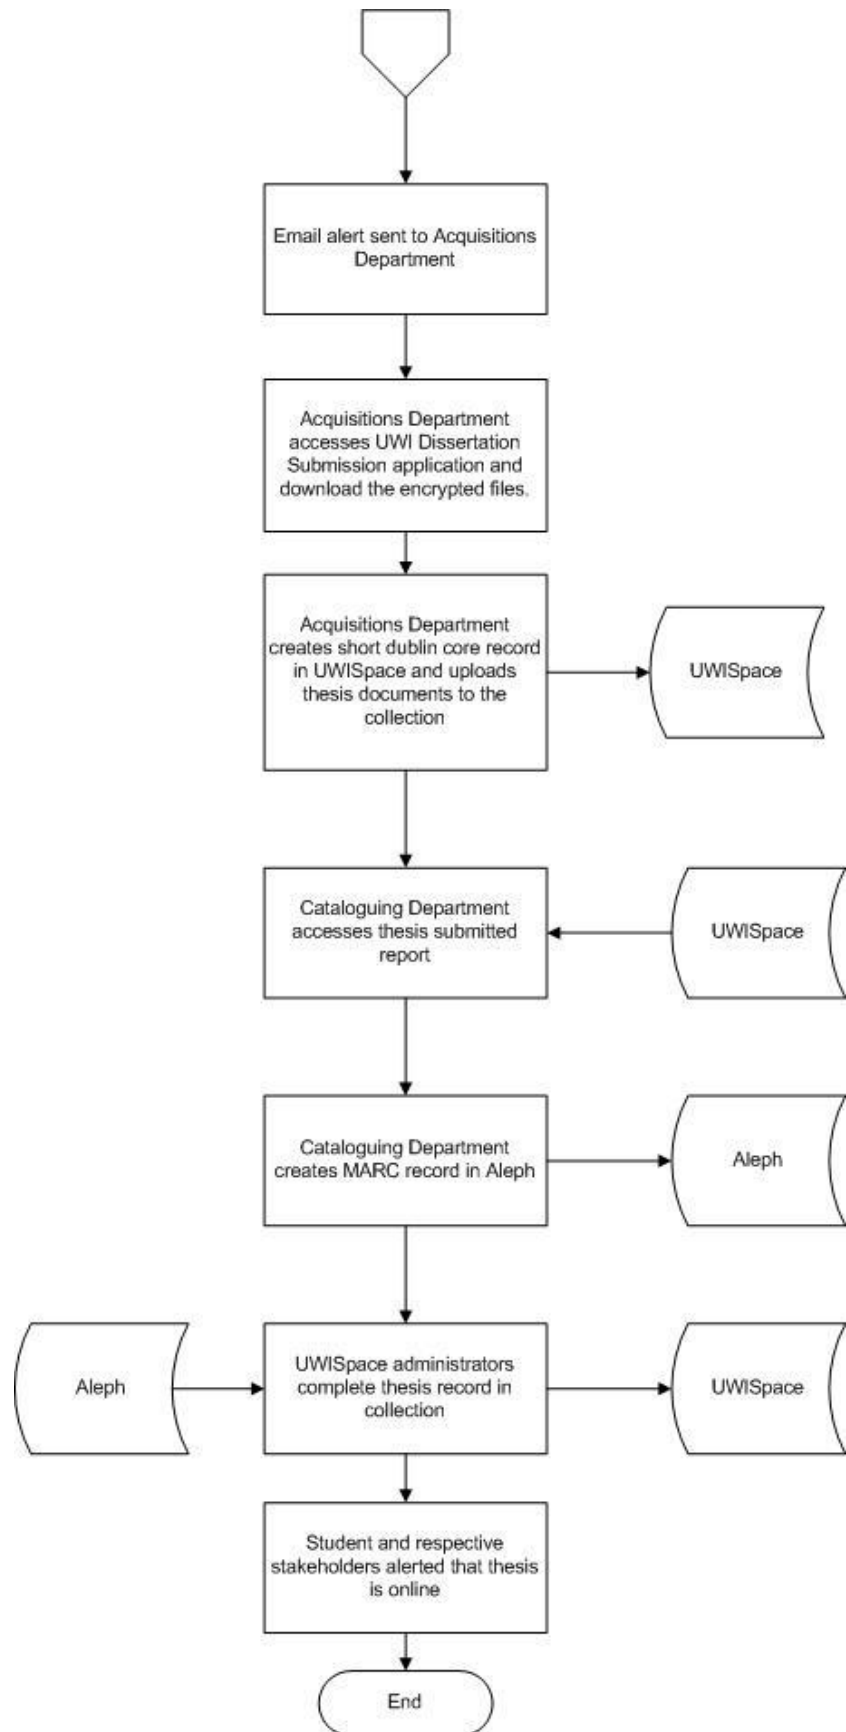 Email alert sent to Acquisitions
Department
Acquisitions Department
accesses UWI Dissertation
Submission application and
download the encrypted files.
Acquisitions Department
creates short dublin core record
in UWISpace and uploads
thesis documents to the
collection
UWISpace
Cataloguing Department
accesses thesis submitted
report
UWISpace
Cataloguing Department
creates MARC record in Aleph
Aleph
Aleph
UWISpace administrators
complete thesis record in
collection
UWISpace
Student and respective
stakeholders alerted that thesis
is online
End